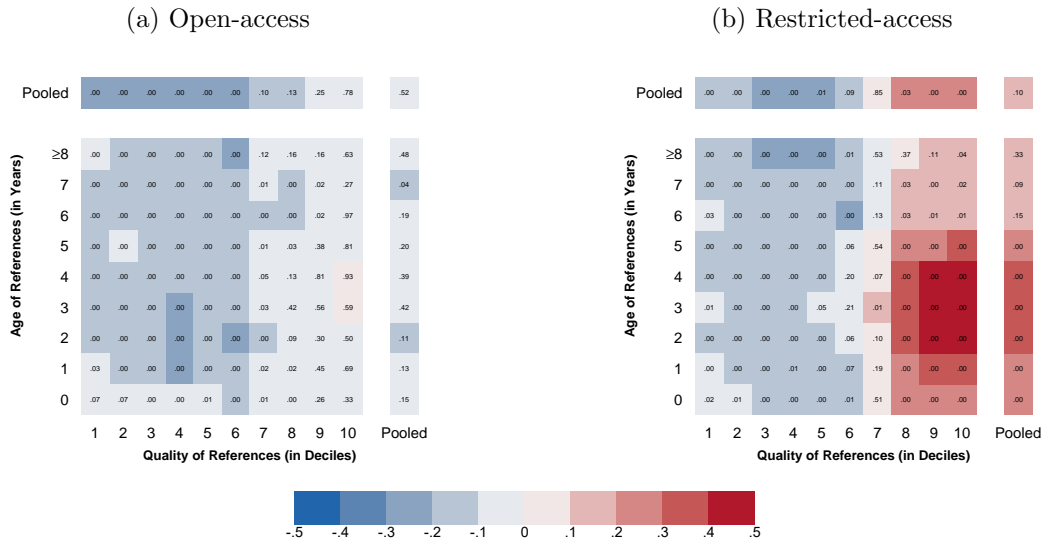 (a) Open-access
(b) Restricted-access
Pooled .00 .00 .00 .00 .00 .00 .10 .13 .25 .78 .52
≥8 .00 .00 .00 .00 .00 .00 .12 .16 .16 .63 .48
7 .00 .00 .00 .00 .00 .00 .01 .00 .02 .27 .04
6 .00 .00 .00 .00 .00 .00 .00 .00 .02 .97 .19
5 .00 .00 .00 .00 .00 .00 .01 .03 .38 .81 .20
4 .00 .00 .00 .00 .00 .00 .05 .13 .81 .93 .39
3 .00 .00 .00 .00 .00 .00 .03 .42 .56 .59 .42
2 .00 .00 .00 .00 .00 .00 .00 .09 .30 .50 .11
1 .03 .00 .00 .00 .00 .00 .02 .02 .45 .69 .13
0 .07 .07 .00 .00 .01 .00 .01 .00 .26 .33 .15
Age of References (in Years)
1 2 3 4 5 6 7 8 9 10 Pooled
Quality of References (in Deciles)
Pooled .00 .00 .00 .00 .01 .09 .85 .03 .00 .00 .10
≥8 .00 .00 .00 .00 .00 .01 .53 .37 .11 .04 .33
7 .00 .00 .00 .00 .00 .00 .11 .03 .00 .02 .09
6 .03 .00 .00 .00 .00 .00 .13 .03 .01 .01 .15
5 .00 .00 .00 .00 .00 .06 .54 .00 .00 .00 .00
4 .00 .00 .00 .00 .00 .20 .07 .00 .00 .00 .00
3 .01 .00 .00 .00 .05 .21 .01 .00 .00 .00 .00
2 .00 .00 .00 .00 .00 .06 .10 .00 .00 .00 .00
1 .00 .00 .00 .01 .00 .07 .19 .00 .00 .00 .00
0 .02 .01 .00 .00 .00 .01 .51 .00 .00 .00 .00
Age of References (in Years)
1 2 3 4 5 6 7 8 9 10 Pooled
Quality of References (in Deciles)
-.5 -.4 -.3 -.2 -.1 0 .1 .2 .3 .4 .5